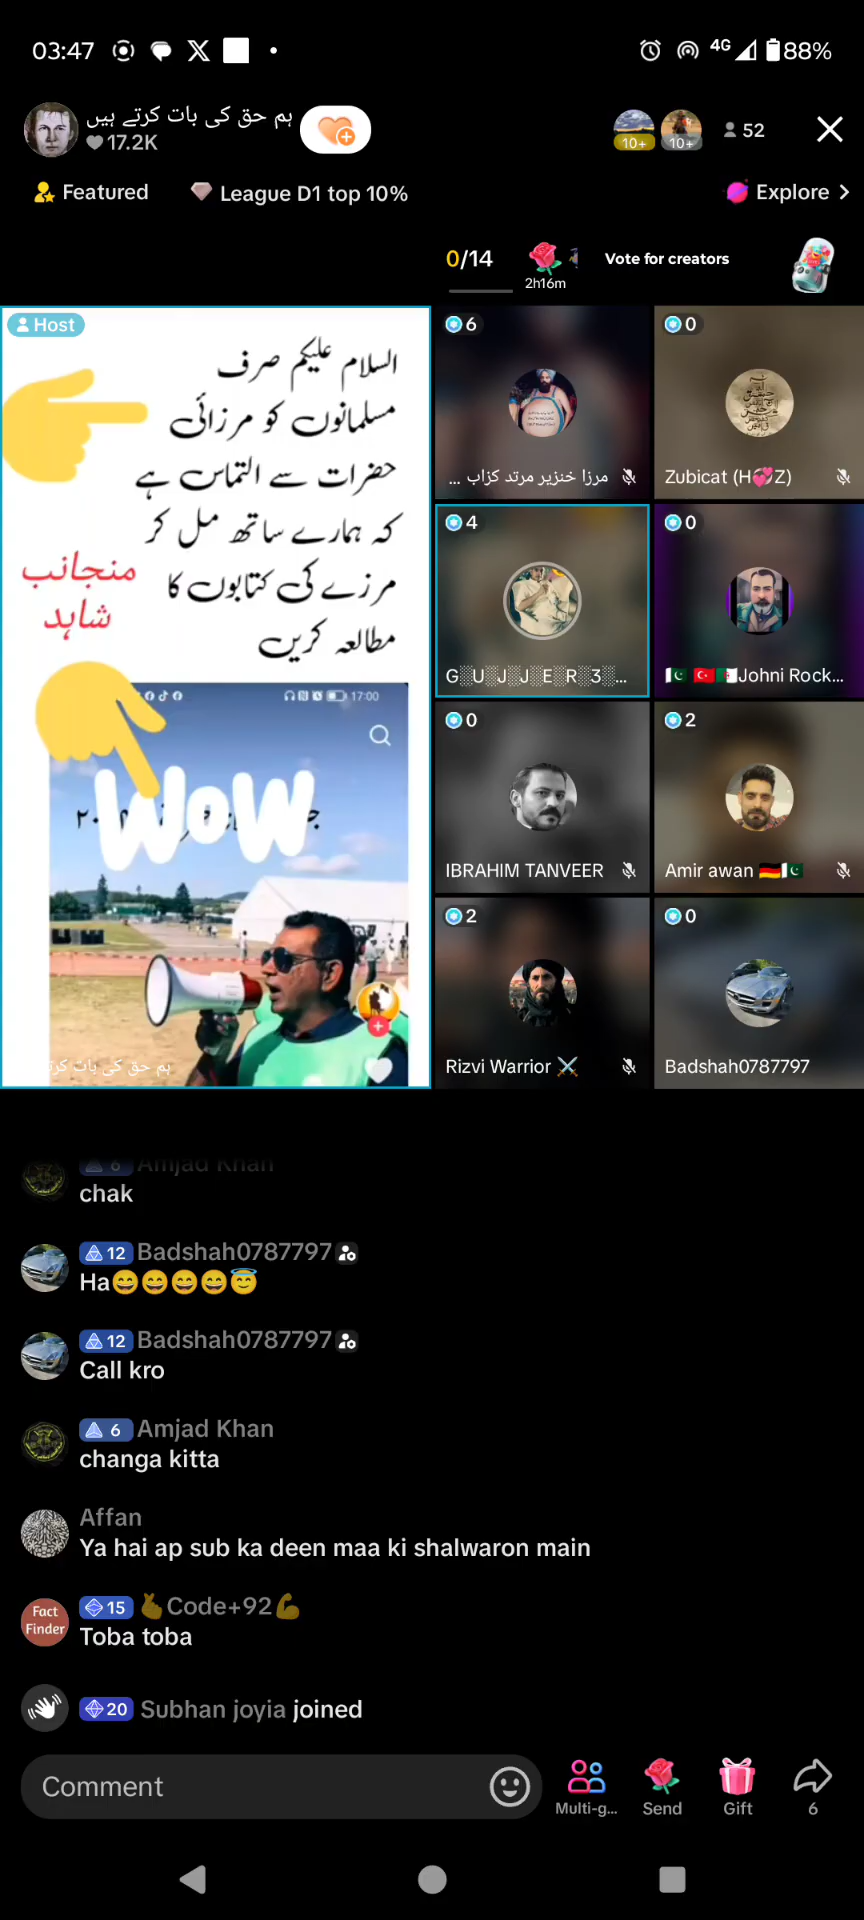 03:47
4G 88%
ہم حق کی بات کرتے ہیں
17.2K
10+
10+
52
Featured
League D1 top 10%
Explore
0/14
2h16m
Vote for creators
Host
السلام علیکم صرف
مسلمانوں کو مرزائی
حضرات سے التماس ہے
کہ ہمارے ساتھ مل کر
مرزے کی کتابوں کا
مطالعہ کریں
منجانب
شاہد
17:00
WOW
ہم حق کی بات کرتے
6
مرزا خنزیر مرتد کزاب ...
0
Zubicat (H💞Z)
4
G░U░J░J░E░R░3░...
0
🇵🇰 🇹🇷🇩🇿Johni Rock...
0
IBRAHIM TANVEER
2
Amir awan 🇩🇪🇵🇰
2
Rizvi Warrior ⚔️
0
Badshah0787797
6 Amjad Khan
chak
12 Badshah0787797
Ha😄😄😄😄😇
12 Badshah0787797
Call kro
6 Amjad Khan
changa kitta
Affan
Ya hai ap sub ka deen maa ki shalwaron main
Fact
Finder
15 🫰Code+92💪
Toba toba
20 Subhan joyia joined
Comment
Multi-g...
Send
Gift
6